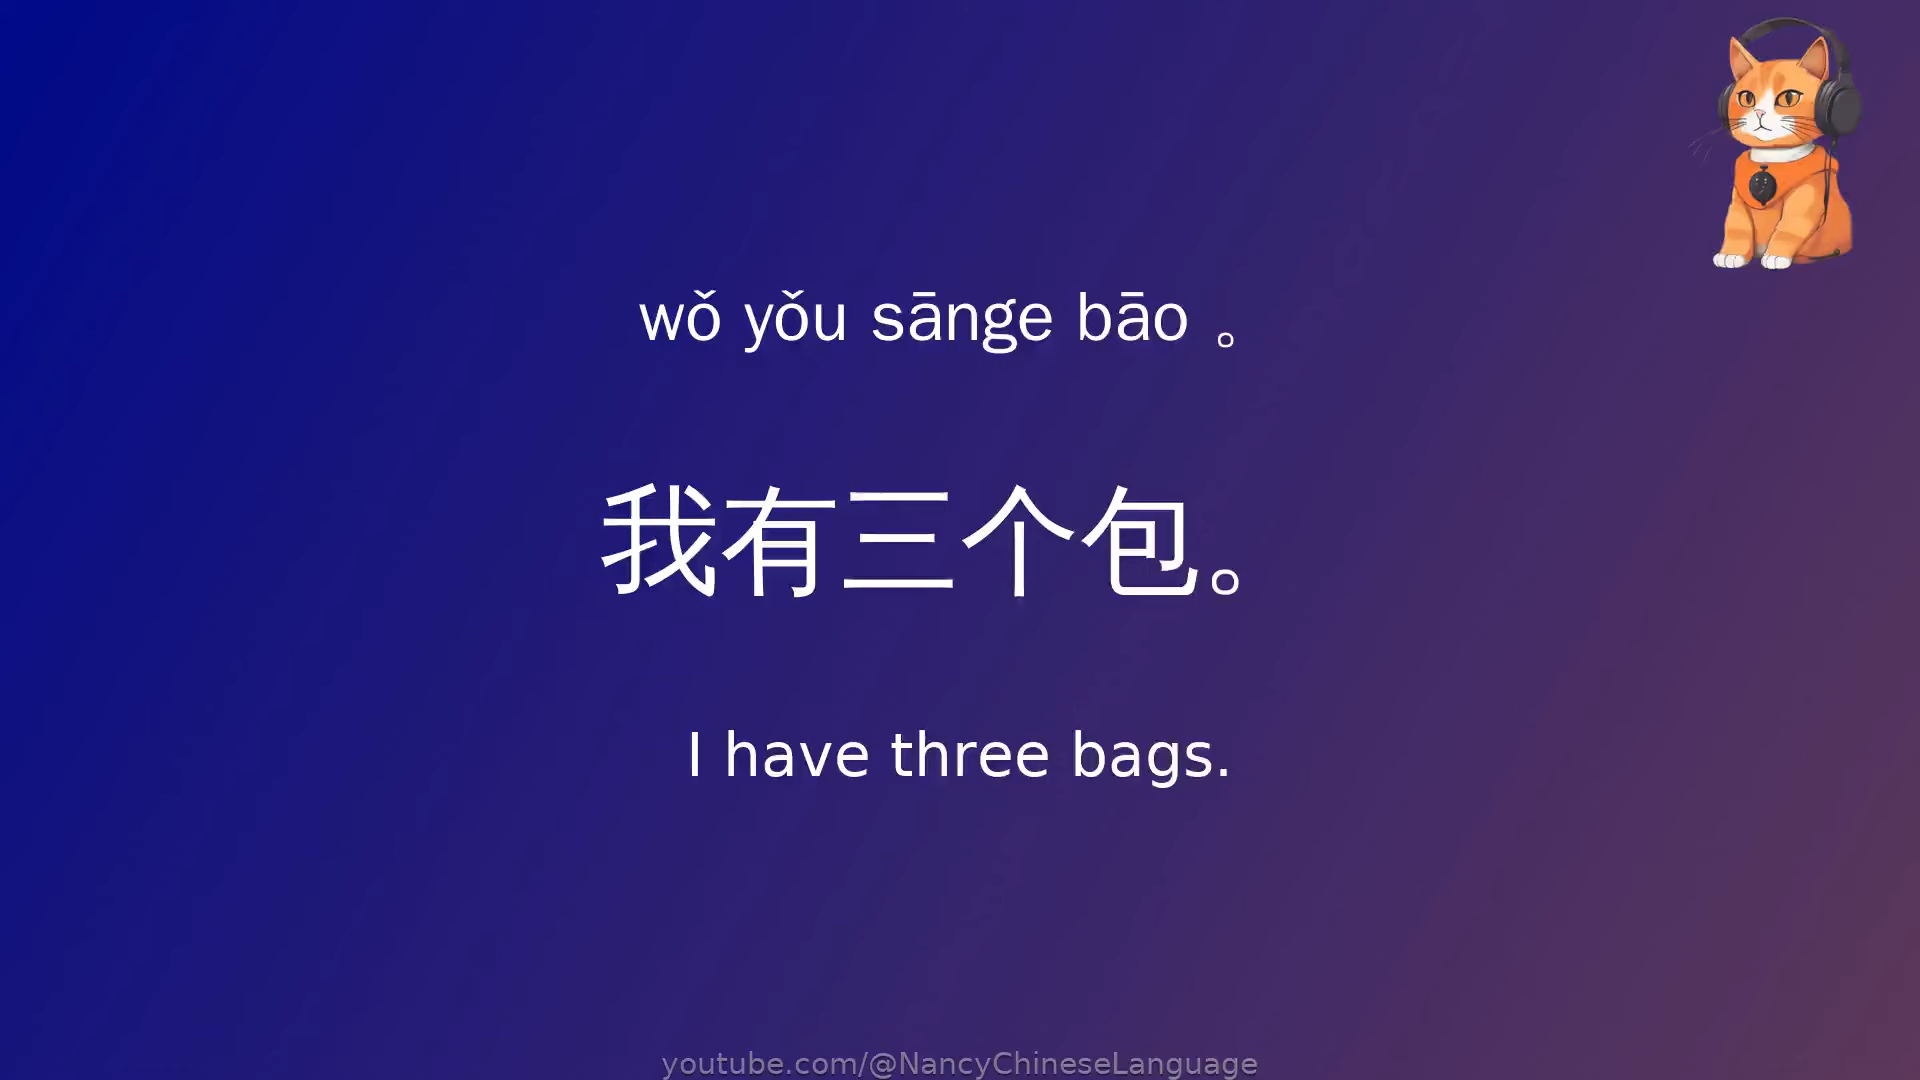 wǒ yǒu sānge bāo 。
我有三个包。
I have three bags.
youtube.com/@NancyChineseLanguage